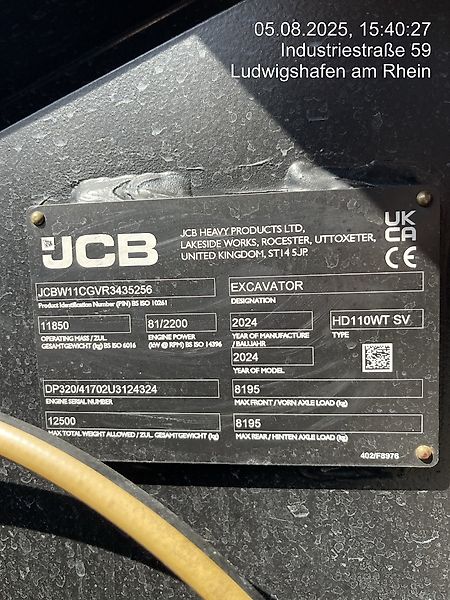 05.08.2025, 15:40:27
Industriestraße 59
Ludwigshafen am Rhein
JCB
JCB HEAVY PRODUCTS LTD,
LAKESIDE WORKS, ROCESTER, UTTOXETER,
UNITED KINGDOM, ST14 5JP.
UK
CA
CE
JCBW11CGVR3435256
Product Identification Number (PIN) BS ISO 10261
EXCAVATOR
DESIGNATION
11850
OPERATING MASS / ZUL.
GESAMTGEWICHT (kg) BS ISO 6016
81/2200
ENGINE POWER
(kW @ RPM) BS ISO 14396
2024
YEAR OF MANUFACTURE
/ BAUJAHR
HD110WT SV
TYPE
2024
YEAR OF MODEL
DP320/41702U3124324
ENGINE SERIAL NUMBER
8195
MAX FRONT / VORN AXLE LOAD (kg)
12500
MAX TOTAL WEIGHT ALLOWED / ZUL. GESAMTGEWICHT (kg)
8195
MAX REAR / HINTEN AXLE LOAD (kg)
402/F8976